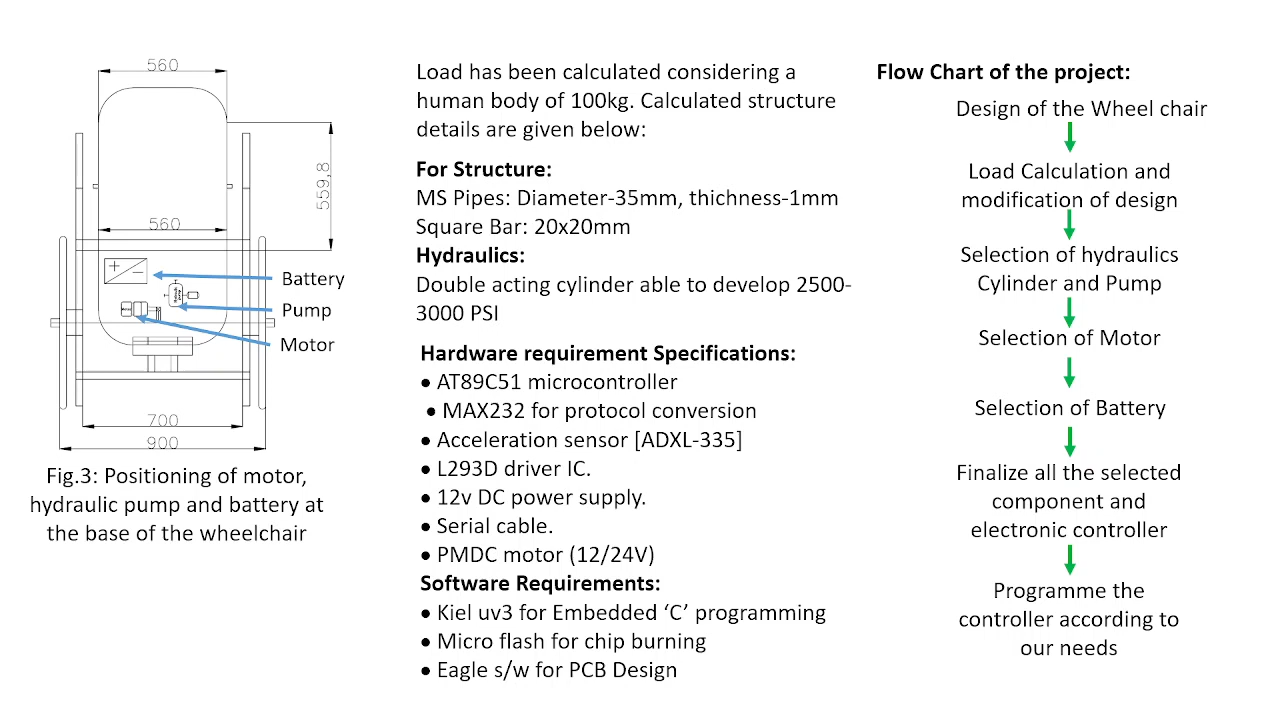 560
559,8
560
+ −
Battery
Pump
Motor
700
900
Fig.3: Positioning of motor,
hydraulic pump and battery at
the base of the wheelchair
Load has been calculated considering a
human body of 100kg. Calculated structure
details are given below:
For Structure:
MS Pipes: Diameter-35mm, thichness-1mm
Square Bar: 20x20mm
Hydraulics:
Double acting cylinder able to develop 2500-
3000 PSI
Hardware requirement Specifications:
• AT89C51 microcontroller
• MAX232 for protocol conversion
• Acceleration sensor [ADXL-335]
• L293D driver IC.
• 12v DC power supply.
• Serial cable.
• PMDC motor (12/24V)
Software Requirements:
• Kiel uv3 for Embedded ‘C’ programming
• Micro flash for chip burning
• Eagle s/w for PCB Design
Flow Chart of the project:
Design of the Wheel chair
Load Calculation and
modification of design
Selection of hydraulics
Cylinder and Pump
Selection of Motor
Selection of Battery
Finalize all the selected
component and
electronic controller
Programme the
controller according to
our needs